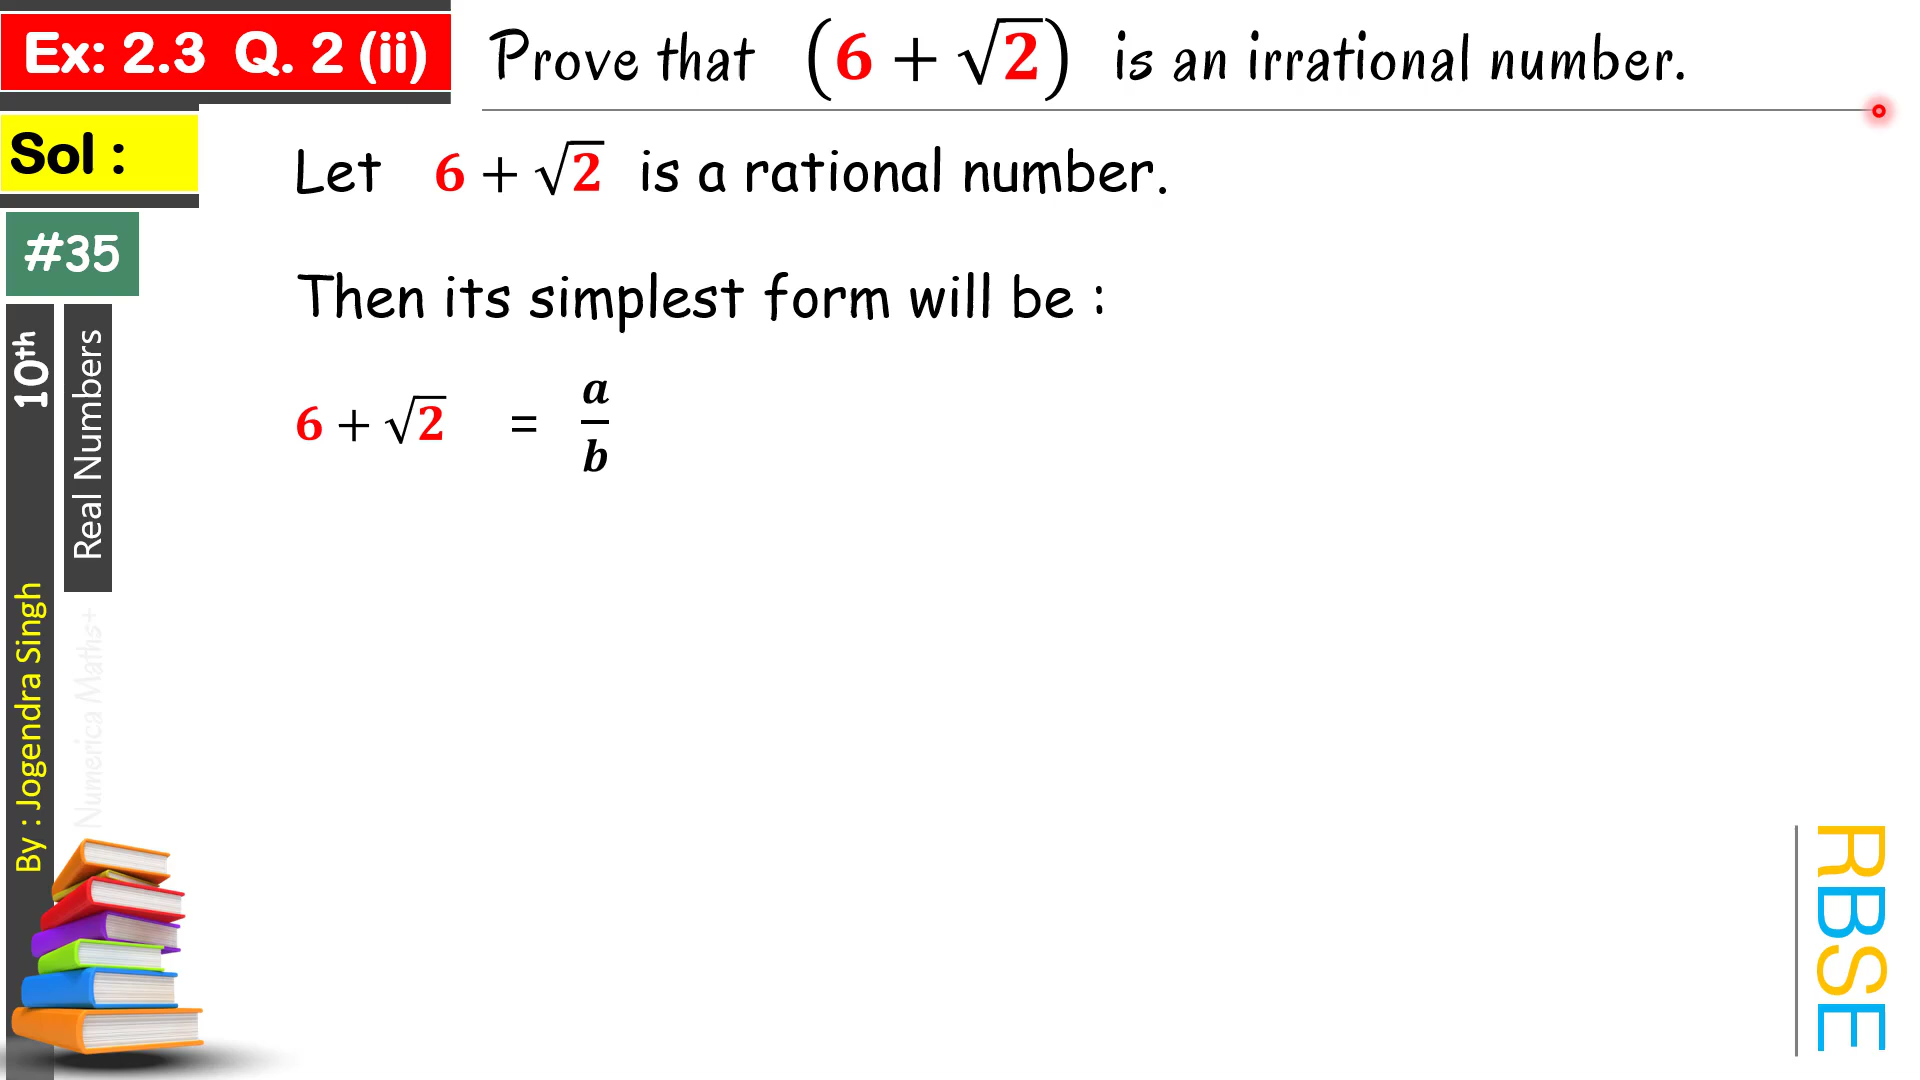 Ex: 2.3 Q. 2 (ii)
Prove that (6 + √2) is an irrational number.
Sol :
Let 6 + √2 is a rational number.
#35
Then its simplest form will be :
6 + √2 = a/b
10th
Real Numbers
By : Jogendra Singh
Numerica Maths+
RBSE